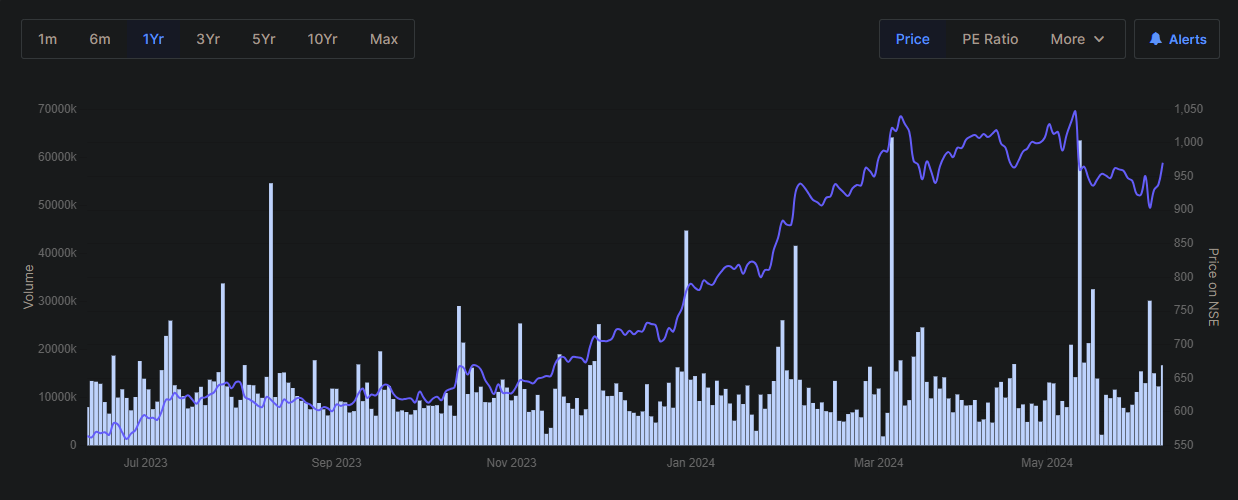 1m 6m 1Yr 3Yr 5Yr 10Yr Max Price PE Ratio More Alerts
70000k 1,050
60000k 1,000
50000k 950
40000k 900
30000k 850
20000k 800
10000k 750
0 700
650
600
550
Volume
Price on NSE
Jul 2023 Sep 2023 Nov 2023 Jan 2024 Mar 2024 May 2024